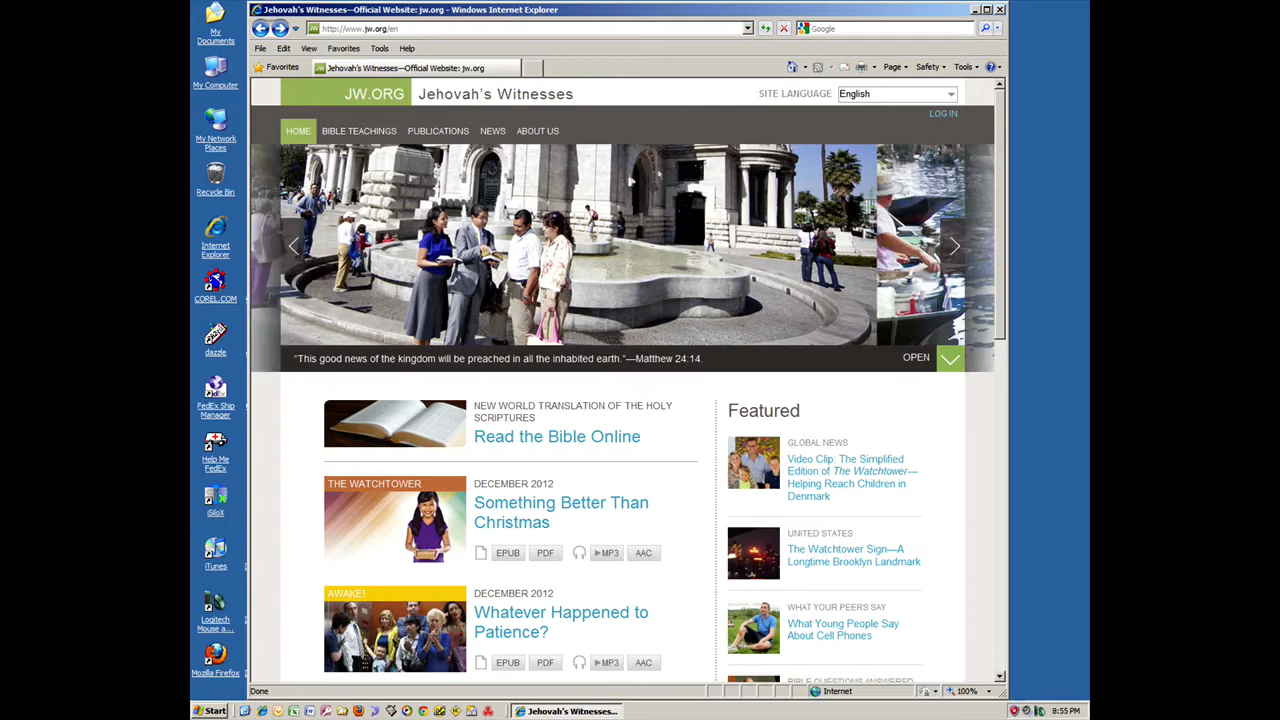 Jehovah's Witnesses—Official Website: jw.org - Windows Internet Explorer
http://www.jw.org/en
Google
File Edit View Favorites Tools Help
Favorites
Jehovah's Witnesses—Official Website: jw.org
Page Safety Tools
My Documents
My Computer
My Network Places
Recycle Bin
Internet Explorer
COREL.COM
dazzle
FedEx Ship Manager
Help Me FedEx
iSiloX
iTunes
Logitech Mouse a...
Mozilla Firefox
JW.ORG Jehovah's Witnesses
SITE LANGUAGE English
LOG IN
HOME BIBLE TEACHINGS PUBLICATIONS NEWS ABOUT US
"This good news of the kingdom will be preached in all the inhabited earth."—Matthew 24:14.
OPEN
NEW WORLD TRANSLATION OF THE HOLY
SCRIPTURES
Read the Bible Online
THE WATCHTOWER
DECEMBER 2012
Something Better Than
Christmas
EPUB PDF MP3 AAC
AWAKE!
DECEMBER 2012
Whatever Happened to
Patience?
EPUB PDF MP3 AAC
Featured
GLOBAL NEWS
Video Clip: The Simplified
Edition of The Watchtower—
Helping Reach Children in
Denmark
UNITED STATES
The Watchtower Sign—A
Longtime Brooklyn Landmark
WHAT YOUR PEERS SAY
What Young People Say
About Cell Phones
BIBLE QUESTIONS ANSWERED
Done
Internet
100%
Start
Jehovah's Witnesses...
8:55 PM